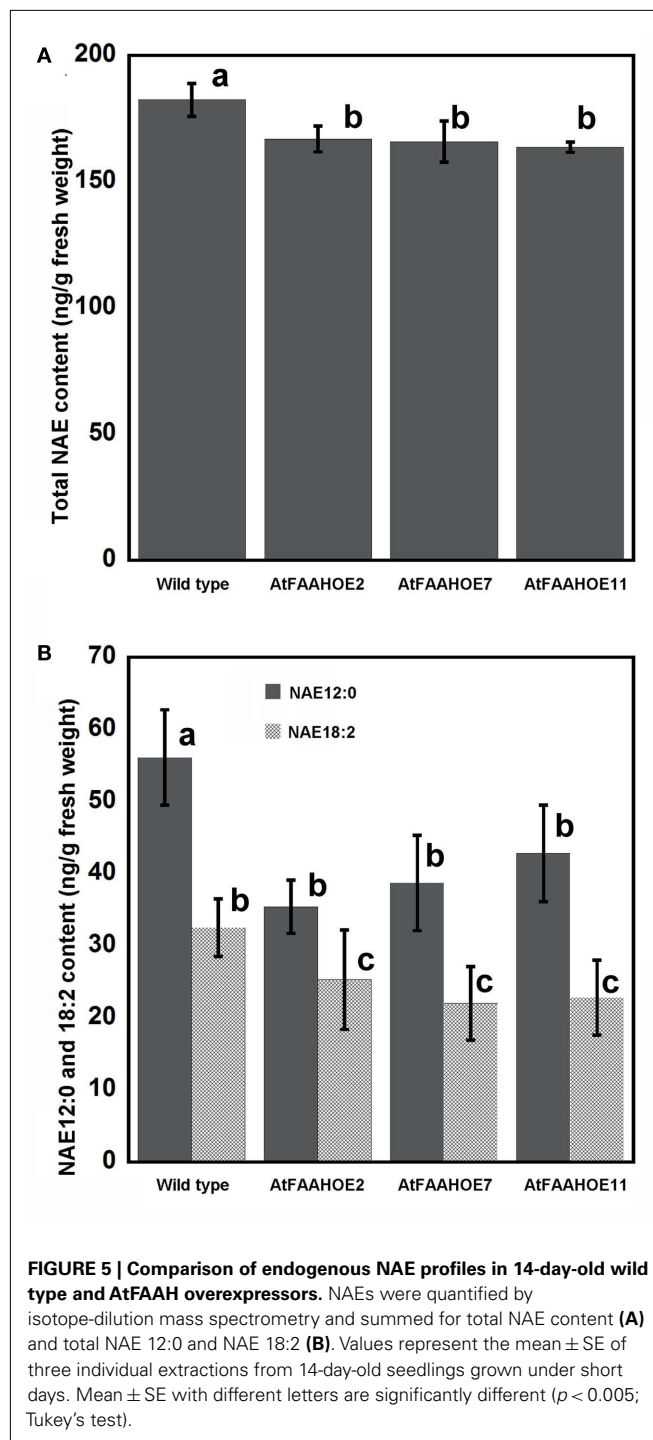 A
200
150
100
50
0
Total NAE content (ng/g fresh weight)
a
b
b
b
Wild type AtFAAHOE2 AtFAAHOE7 AtFAAHOE11
B
70
60
50
40
30
20
10
0
NAE12:0 and 18:2 content (ng/g fresh weight)
NAE12:0
NAE18:2
a
b
b
c
b
c
b
c
Wild type AtFAAHOE2 AtFAAHOE7 AtFAAHOE11
FIGURE 5 | Comparison of endogenous NAE profiles in 14-day-old wild
type and AtFAAH overexpressors. NAEs were quantified by
isotope-dilution mass spectrometry and summed for total NAE content (A)
and total NAE 12:0 and NAE 18:2 (B). Values represent the mean ± SE of
three individual extractions from 14-day-old seedlings grown under short
days. Mean ± SE with different letters are significantly different (p < 0.005;
Tukey's test).